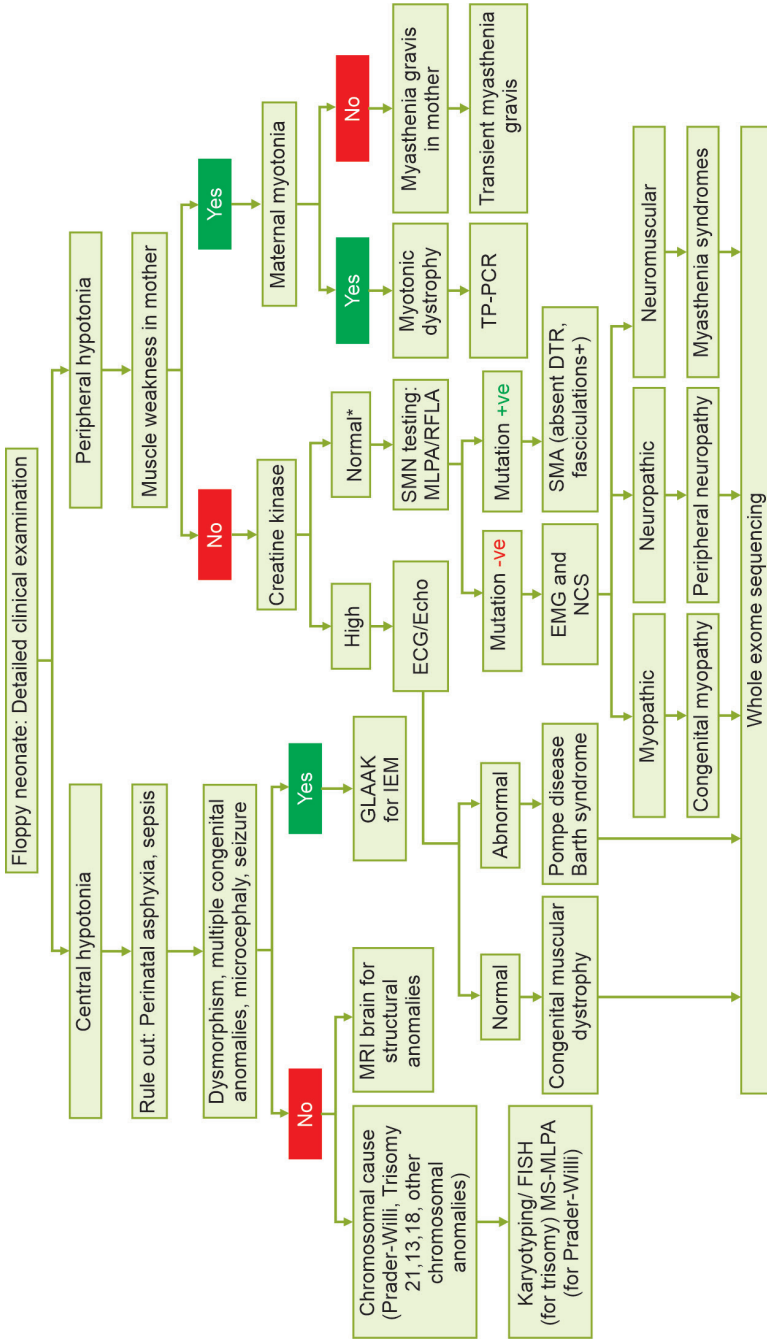 Floppy neonate: Detailed clinical examination
Central hypotonia
Rule out: Perinatal asphyxia, sepsis
Dysmorphism, multiple congenital
anomalies, microcephaly, seizure
No
Yes
Chromosomal cause
(Prader-Willi, Trisomy
21,13,18, other
chromosomal
anomalies)
MRI brain for
structural
anomalies
GLAAK
for IEM
Karyotyping/ FISH
(for trisomy) MS-MLPA
(for Prader-Willi)
Peripheral hypotonia
Muscle weakness in mother
No
Yes
Creatine kinase
Maternal myotonia
High
Normal*
Yes
No
ECG/Echo
SMN testing:
MLPA/RFLA
Myotonic
dystrophy
Myasthenia gravis
in mother
TP-PCR
Transient myasthenia
gravis
Normal
Abnormal
Mutation -ve
Mutation +ve
Congenital muscular
dystrophy
Pompe disease
Barth syndrome
EMG and
NCS
SMA (absent DTR,
fasciculations+)
Myopathic
Neuropathic
Neuromuscular
Congenital myopathy
Peripheral neuropathy
Myasthenia syndromes
Whole exome sequencing